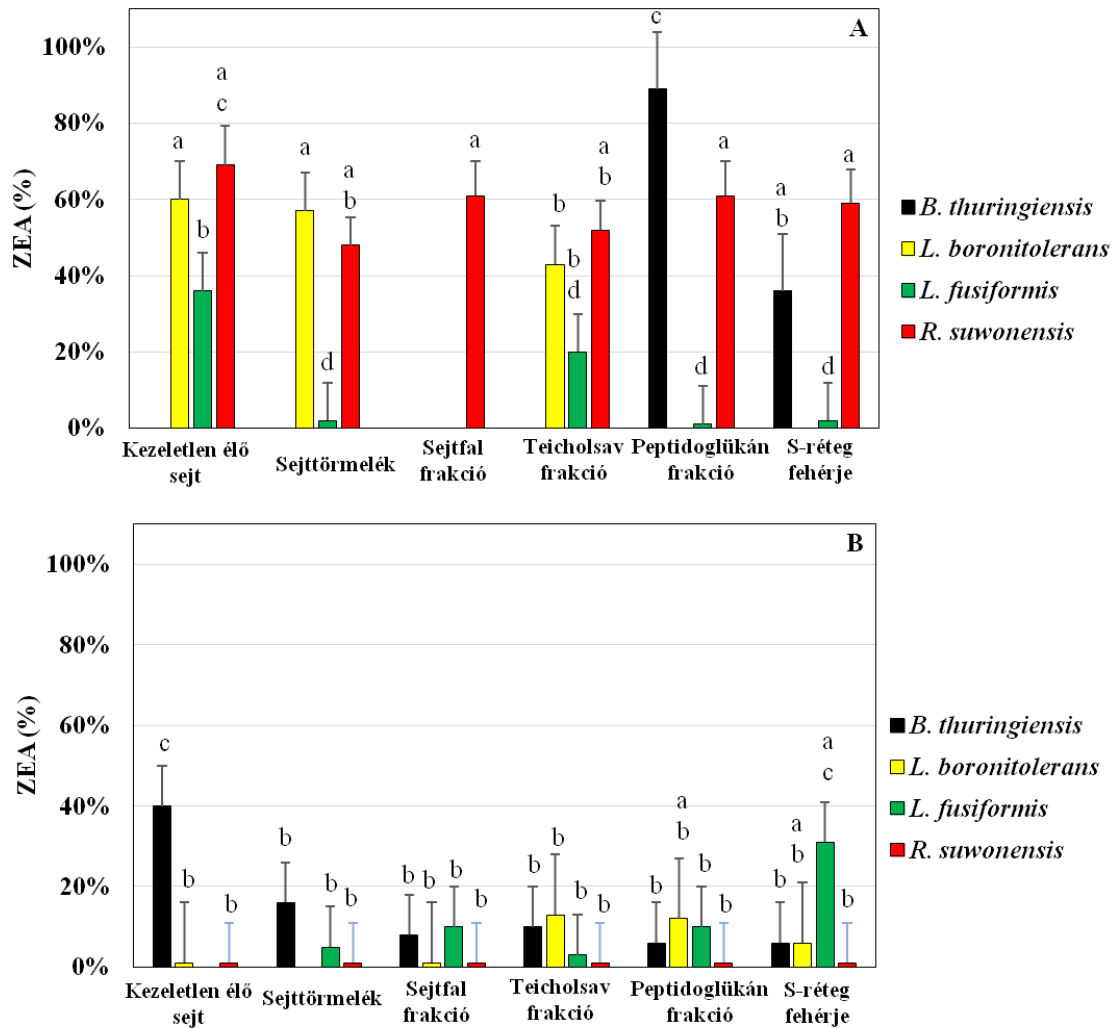 A
ZEA (%)
100%
80%
60%
40%
20%
0%
a
b
a
c
a
d
a
b
a
b
b
d
a
b
c
d
a
a
b
d
a
Kezeletlen élő
sejt
Sejttörmelék
Sejtfal
frakció
Teicholsav
frakció
Peptidoglükán
frakció
S-réteg
fehérje
B. thuringiensis
L. boronitolerans
L. fusiformis
R. suwonensis
B
ZEA (%)
100%
80%
60%
40%
20%
0%
c
b
b
b
b
b
b
b
b
b
b
b
b
b
b
a
b
b
b
b
a
b
a
c
b
Kezeletlen élő
sejt
Sejttörmelék
Sejtfal
frakció
Teicholsav
frakció
Peptidoglükán
frakció
S-réteg
fehérje
B. thuringiensis
L. boronitolerans
L. fusiformis
R. suwonensis